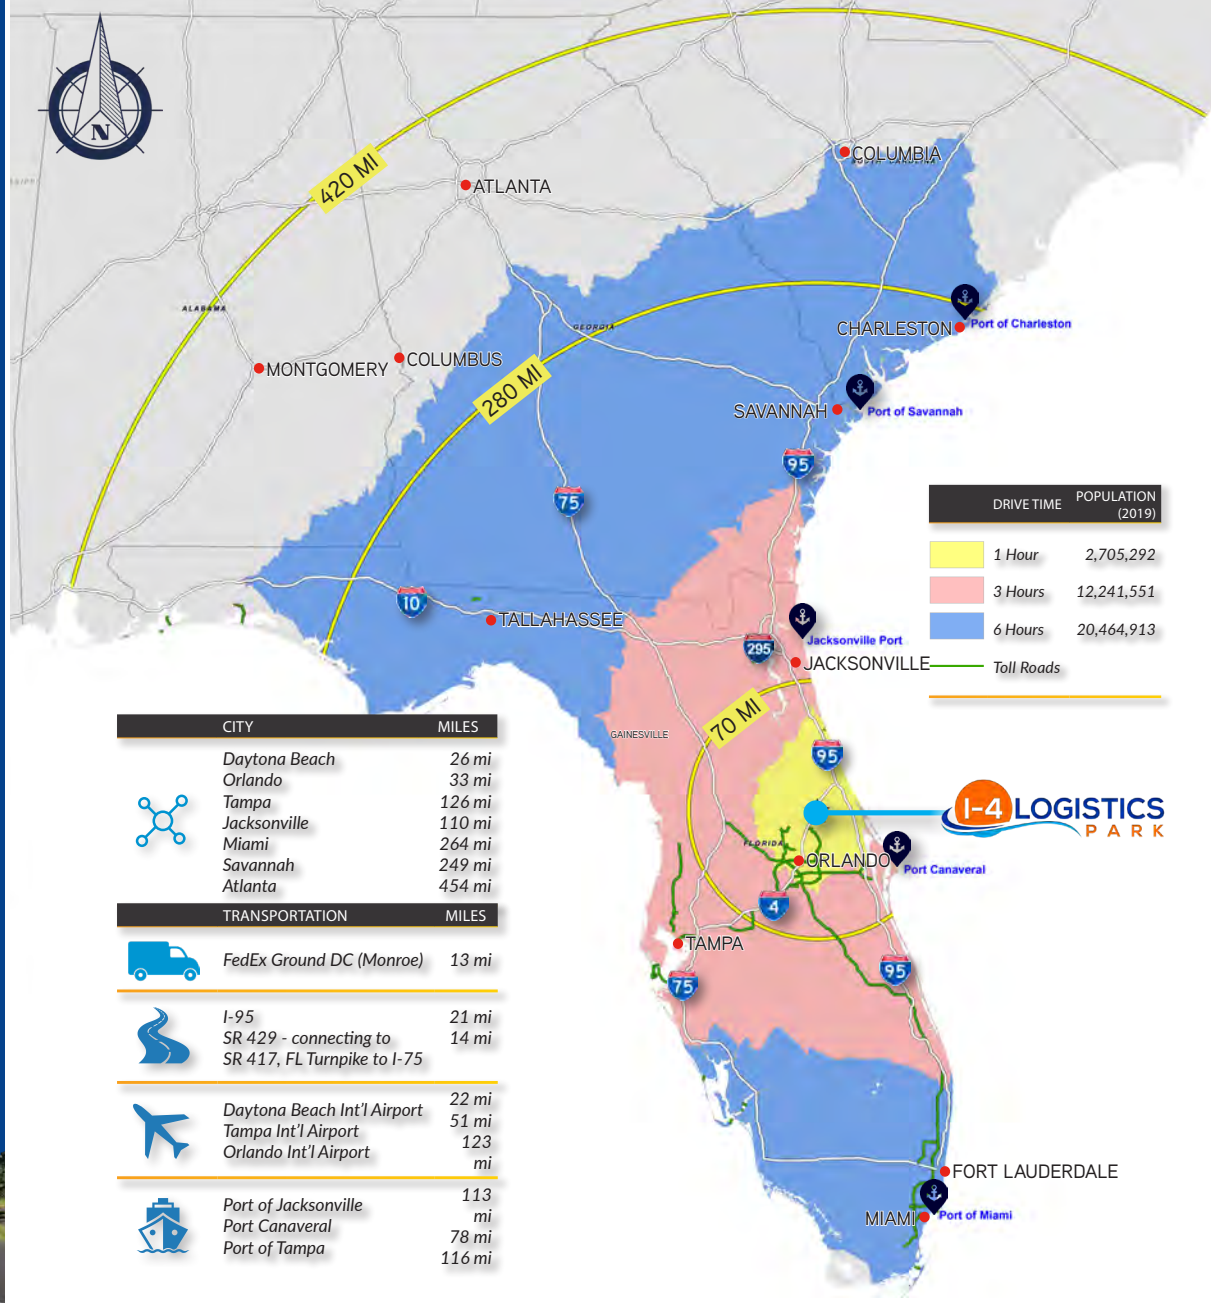 N
420 MI
COLUMBIA
SOUTH CAROLINA
ATLANTA
ALABAMA
GEORGIA
Port of Charleston
CHARLESTON
COLUMBUS
MONTGOMERY
280 MI
SAVANNAH
Port of Savannah
95
75
DRIVE TIME POPULATION
(2019)
1 Hour 2,705,292
3 Hours 12,241,551
6 Hours 20,464,913
Toll Roads
10
TALLAHASSEE
295
Jacksonville Port
JACKSONVILLE
70 MI
GAINESVILLE
95
I-4 LOGISTICS
PARK
FLORIDA
ORLANDO
Port Canaveral
4
TAMPA
75
95
FORT LAUDERDALE
MIAMI
Port of Miami
CITY MILES
Daytona Beach 26 mi
Orlando 33 mi
Tampa 126 mi
Jacksonville 110 mi
Miami 264 mi
Savannah 249 mi
Atlanta 454 mi
TRANSPORTATION MILES
FedEx Ground DC (Monroe) 13 mi
I-95 21 mi
SR 429 - connecting to 14 mi
SR 417, FL Turnpike to I-75
22 mi
Daytona Beach Int'l Airport
51 mi
Tampa Int'l Airport
123
Orlando Int'l Airport
mi
113
Port of Jacksonville
mi
Port Canaveral
78 mi
Port of Tampa
116 mi